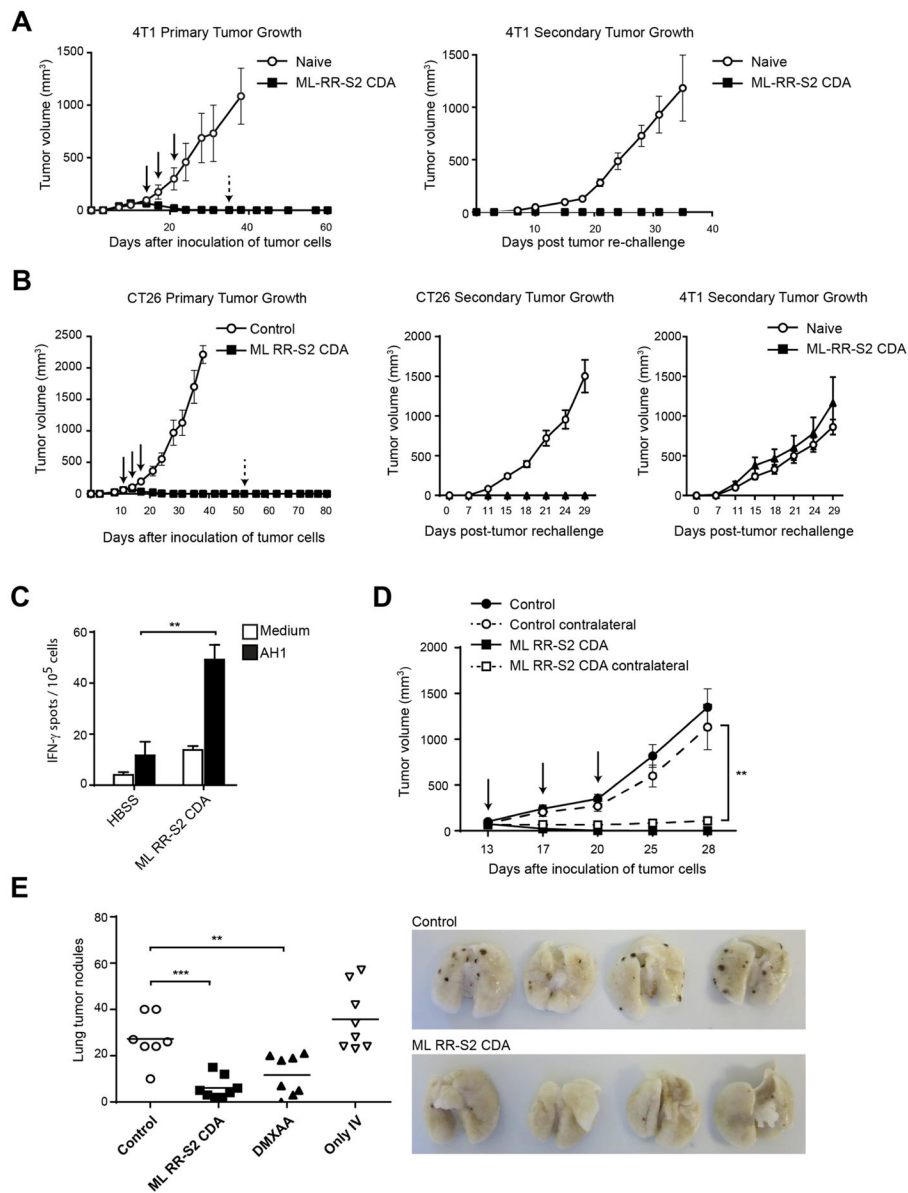 A
4T1 Primary Tumor Growth
Tumor volume (mm³)
1500
1000
500
0
20
40
60
Days after inoculation of tumor cells
Naive
ML-RR-S2 CDA
4T1 Secondary Tumor Growth
Tumor volume (mm³)
1500
1000
500
0
10
20
30
40
Days post tumor re-challenge
Naive
ML-RR-S2 CDA
B
CT26 Primary Tumor Growth
Tumor volume (mm³)
2500
2000
1500
1000
500
0
10 20 30 40 50 60 70 80
Days after inoculation of tumor cells
Control
ML RR-S2 CDA
CT26 Secondary Tumor Growth
Tumor volume (mm³)
2000
1500
1000
500
0
0 7 11 15 18 21 24 29
Days post-tumor rechallenge
4T1 Secondary Tumor Growth
Tumor volume (mm³)
2000
1500
1000
500
0
0 7 11 15 18 21 24 29
Days post-tumor rechallenge
Naive
ML-RR-S2 CDA
C
IFN-γ spots / 10⁵ cells
60
40
20
0
**
Medium
AH1
HBSS
ML RR-S2 CDA
D
Control
Control contralateral
ML RR-S2 CDA
ML RR-S2 CDA contralateral
Tumor volume (mm³)
2000
1500
1000
500
0
**
13 17 20 25 28
Days afte inoculation of tumor cells
E
Lung tumor nodules
80
60
40
20
0
**
***
Control
ML RR-S2 CDA
DMXAA
Only IV
Control
ML RR-S2 CDA